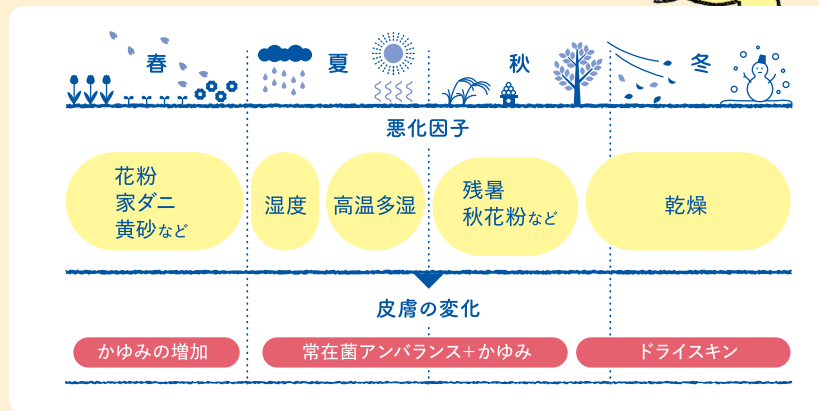 春
夏
秋
冬
悪化因子
花粉
家ダニ
黄砂など
湿度
高温多湿
残暑
秋花粉など
乾燥
皮膚の変化
かゆみの増加
常在菌アンバランス+かゆみ
ドライスキン